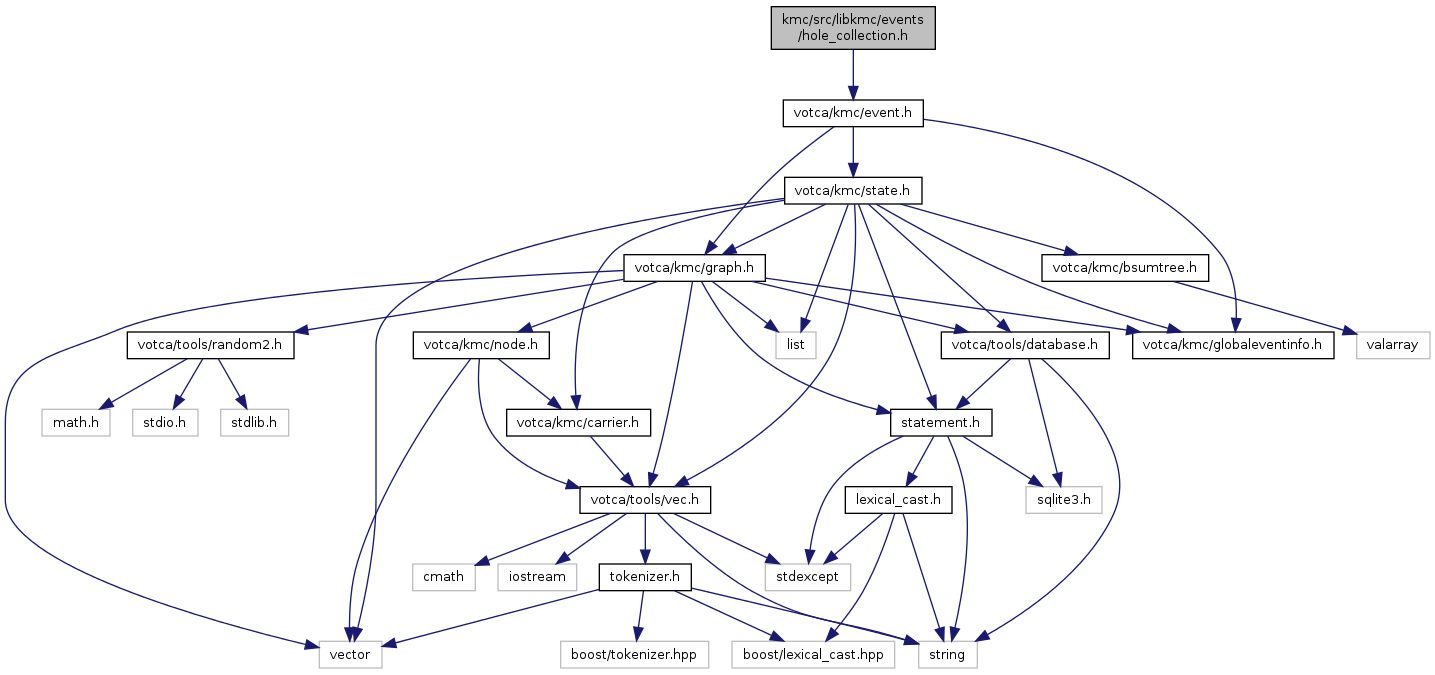 kmc/src/libkmc/events
/hole_collection.h
votca/kmc/event.h
votca/kmc/state.h
votca/kmc/graph.h
votca/kmc/bsumtree.h
votca/tools/random2.h
votca/kmc/node.h
list
votca/tools/database.h
votca/kmc/globaleventinfo.h
valarray
math.h
stdio.h
stdlib.h
votca/kmc/carrier.h
statement.h
votca/tools/vec.h
lexical_cast.h
sqlite3.h
cmath
iostream
tokenizer.h
stdexcept
vector
boost/tokenizer.hpp
boost/lexical_cast.hpp
string